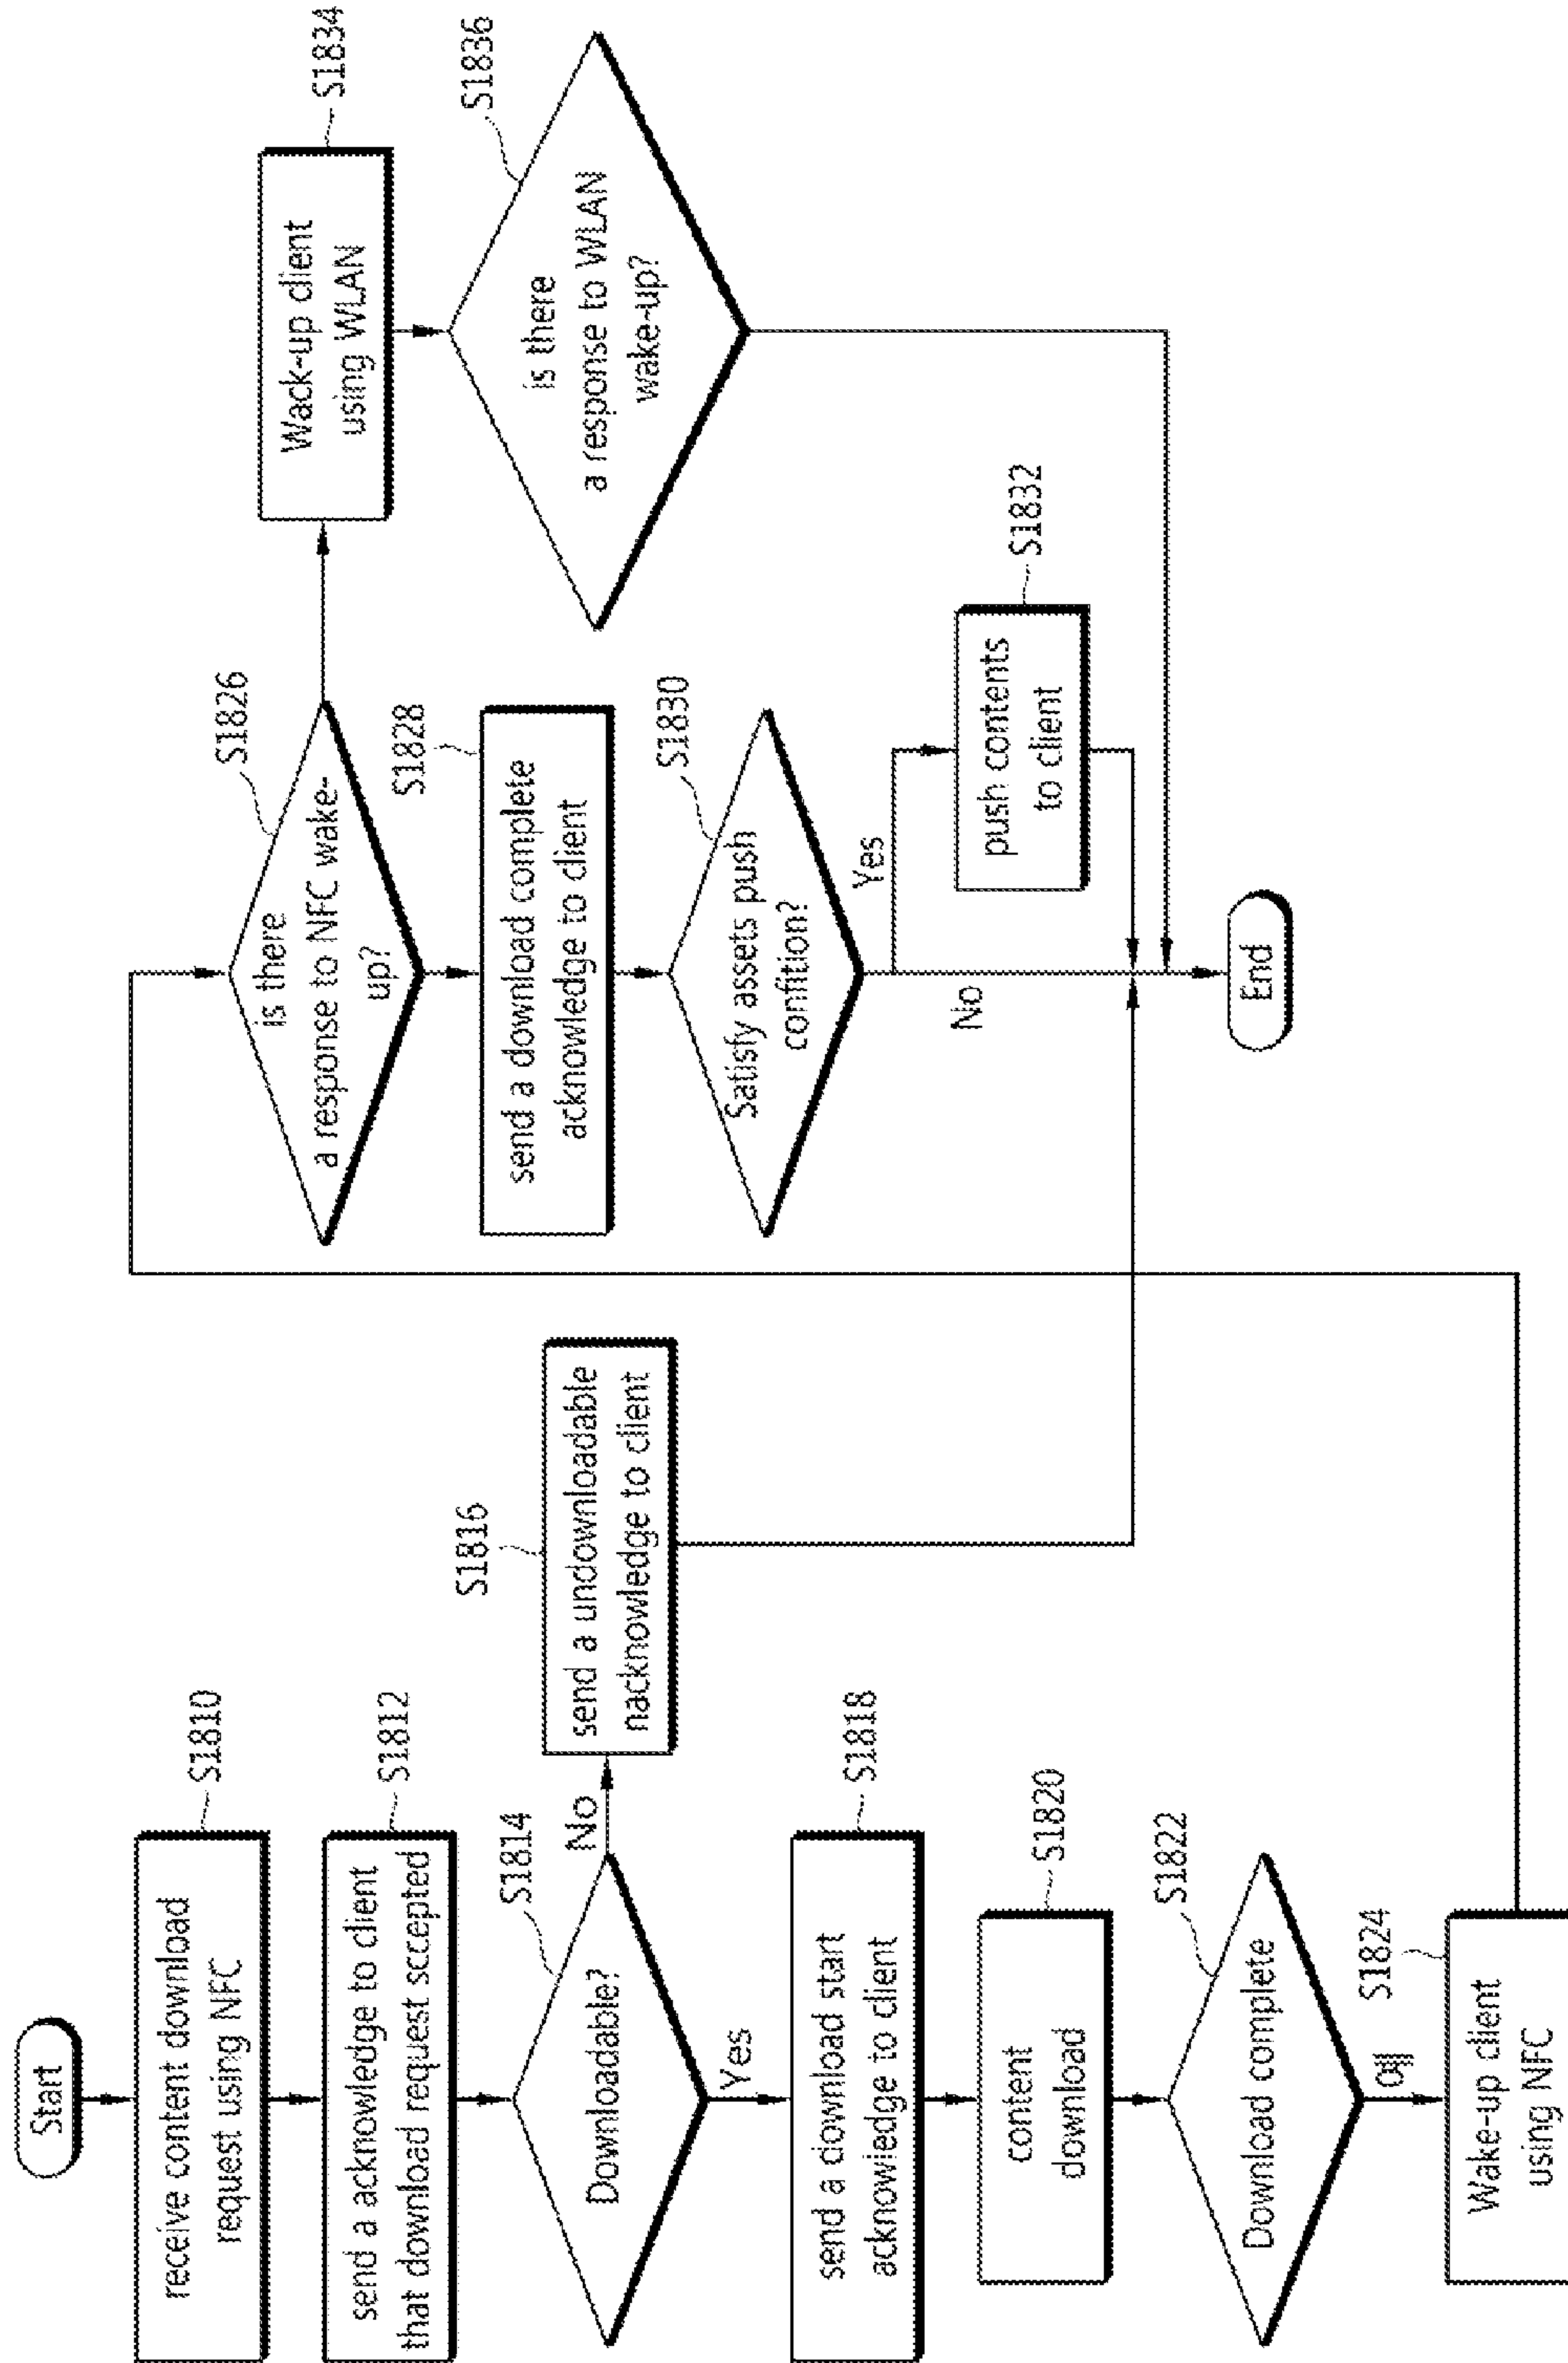 Start
receive content download
request using NFC
S1810
send a acknowledge to client
that download request sccepted
S1812
Downloadable?
S1814
No
send a undownloadable
nacknowledge to client
S1816
Yes
send a download start
acknowledge to client
S1818
content
download
S1820
Download complete
S1822
예
Wake-up client
using NFC
S1824
is there
a response to NFC wake-
up?
S1826
send a download complete
acknowledge to client
S1828
Satisfy assets push
confition?
S1830
Yes
No
push contents
to client
S1832
Wack-up client
using WLAN
S1834
is there
a response to WLAN
wake-up?
S1836
End